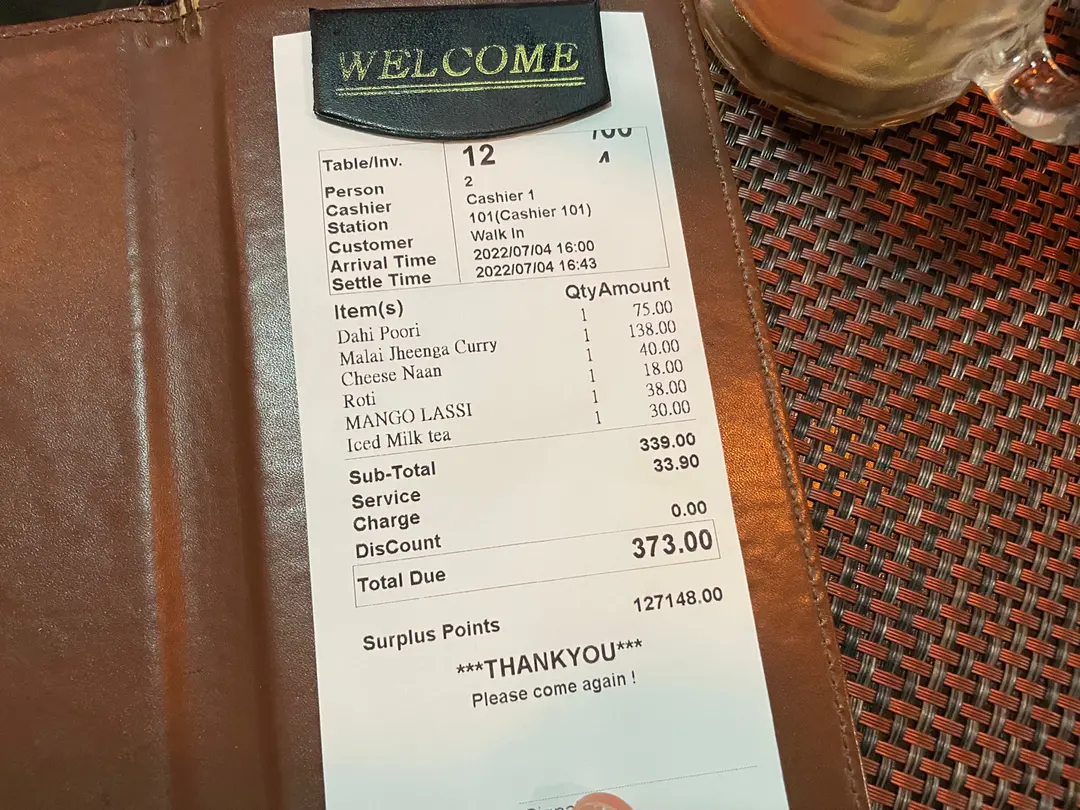 WELCOME
Table/Inv. 12
Person 2
Cashier Cashier 1
Station 101(Cashier 101)
Customer Walk In
Arrival Time 2022/07/04 16:00
Settle Time 2022/07/04 16:43
Item(s) Qty Amount
Dahi Poori 1 75.00
Malai Jheenga Curry 1 138.00
Cheese Naan 1 40.00
Roti 1 18.00
MANGO LASSI 1 38.00
Iced Milk tea 1 30.00
Sub-Total 339.00
Service 33.90
Charge
DisCount 0.00
Total Due 373.00
Surplus Points 127148.00
***THANKYOU***
Please come again !